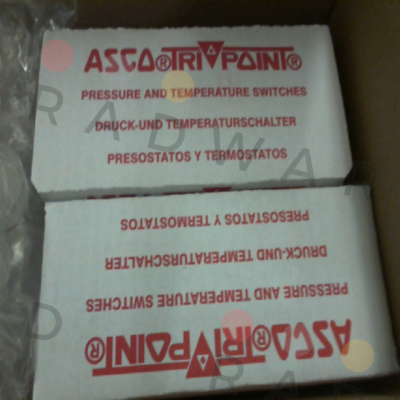 ASCO®TRIPOINT®
PRESSURE AND TEMPERATURE SWITCHES
DRUCK-UND TEMPERATURSCHALTER
PRESOSTATOS Y TERMOSTATOS
PRESOSTATOS Y TERMOSTATOS
DRUCK-UND TEMPERATURSCHALTER
PRESSURE AND TEMPERATURE SWITCHES
ASCO®TRIPOINT®